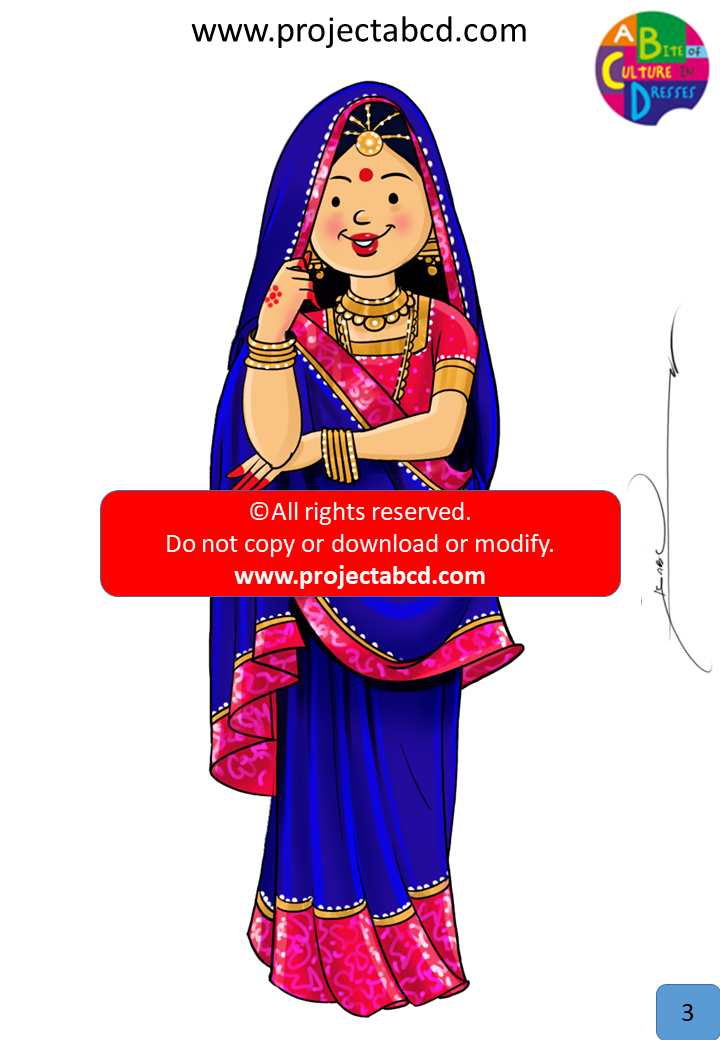 www.projectabcd.com
A BITE OF
CULTURE IN
DRESSES
©All rights reserved.
Do not copy or download or modify.
www.projectabcd.com
3